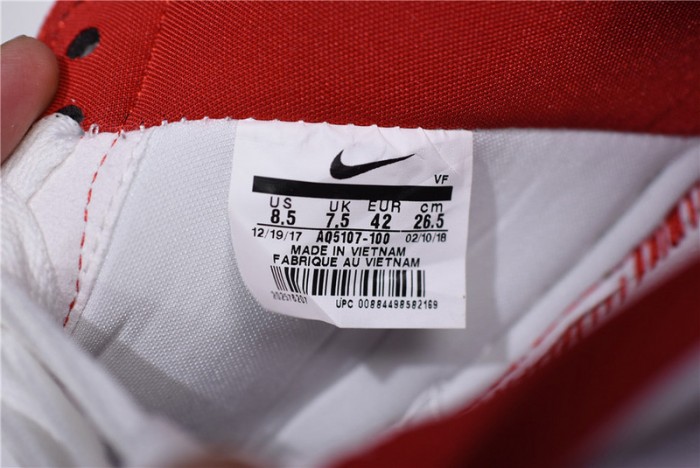 VF
US UK EUR cm
8.5 7.5 42 26.5
12/19/17 AO5107-100 02/10/18
MADE IN VIETNAM
FABRIQUE AU VIETNAM
UPC 00884498582169